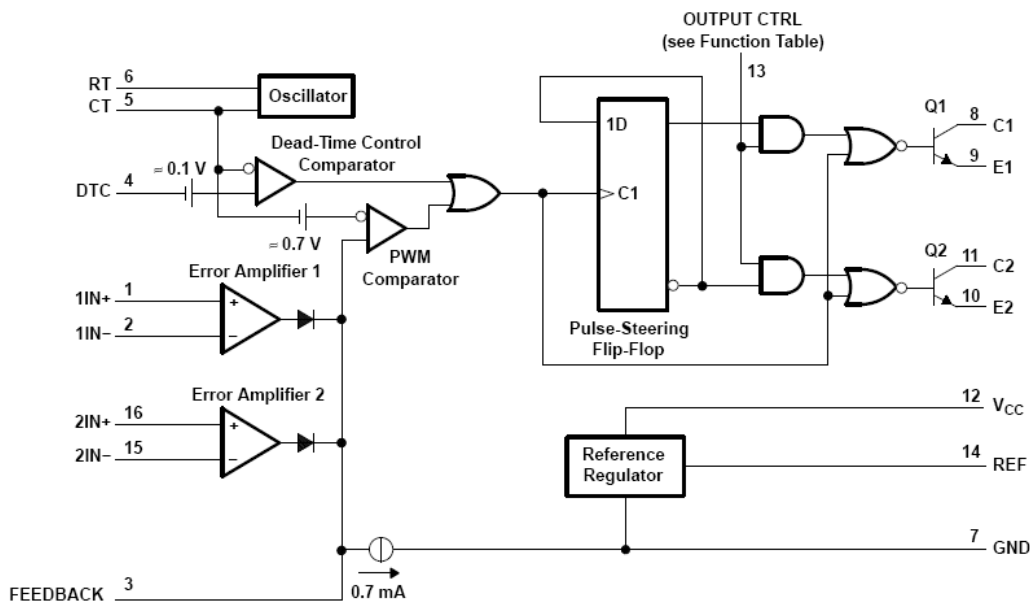 OUTPUT CTRL
(see Function Table)
13
RT 6
CT 5
Oscillator
Dead-Time Control
Comparator
≈ 0.1 V
DTC 4
≈ 0.7 V
PWM
Comparator
1D
C1
Pulse-Steering
Flip-Flop
Q1
8 C1
9 E1
Q2
11 C2
10 E2
Error Amplifier 1
1IN+ 1
+
1IN− 2
−
Error Amplifier 2
2IN+ 16
+
2IN− 15
−
12 VCC
Reference
Regulator
14 REF
7 GND
0.7 mA
FEEDBACK 3